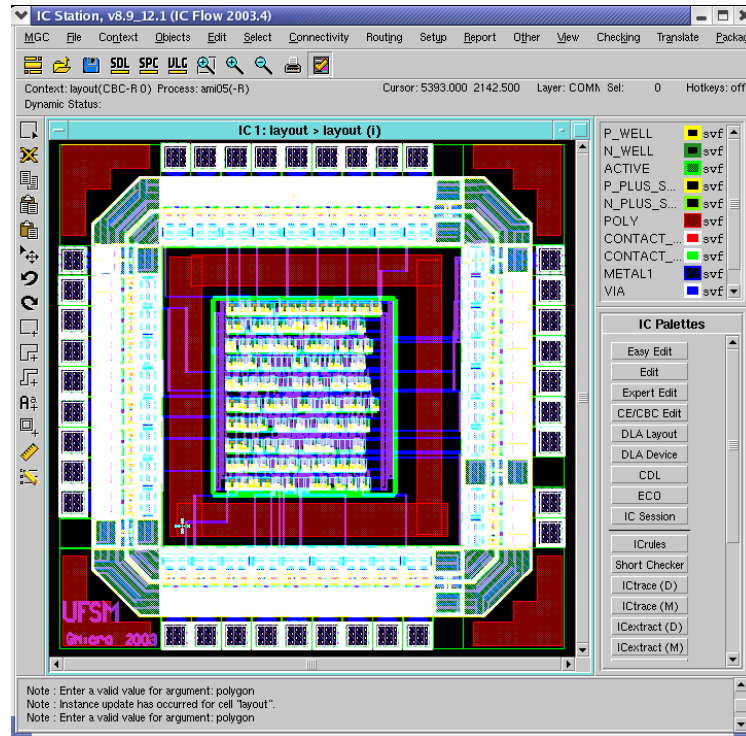 IC Station, v8.9_12.1 (IC Flow 2003.4)
MGC File Context Objects Edit Select Connectivity Routing Setup Report Other View Checking Translate Packag
SDL SPC VLG
Context: layout(CBC-R 0) Process: ami05(-R) Cursor: 5393.000 2142.500 Layer: COMM Sel: 0 Hotkeys: off
Dynamic Status:
IC 1: layout > layout (i)
P_WELL svf
N_WELL svf
ACTIVE svf
P_PLUS_S... svf
N_PLUS_S... svf
POLY svf
CONTACT_... svf
CONTACT_... svf
METAL1 svf
VIA svf
IC Palettes
Easy Edit
Edit
Expert Edit
CE/CBC Edit
DLA Layout
DLA Device
CDL
ECO
IC Session
ICrules
Short Checker
ICtrace (D)
ICtrace (M)
ICextract (D)
ICextract (M)
UFSM
GMicro 2003
Note : Enter a valid value for argument: polygon
Note : Instance update has occurred for cell "layout".
Note : Enter a valid value for argument: polygon